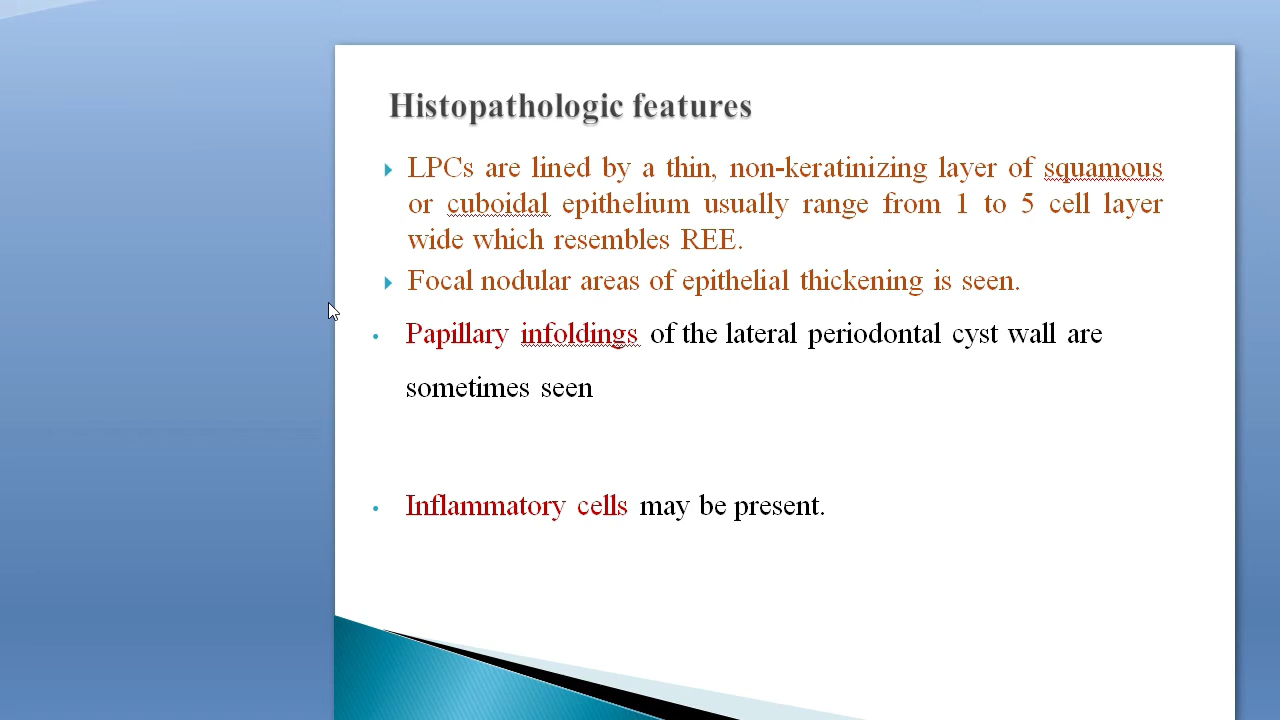 Histopathologic features
LPCs are lined by a thin, non-keratinizing layer of squamous
or cuboidal epithelium usually range from 1 to 5 cell layer
wide which resembles REE.
Focal nodular areas of epithelial thickening is seen.
Papillary infoldings of the lateral periodontal cyst wall are
sometimes seen
Inflammatory cells may be present.